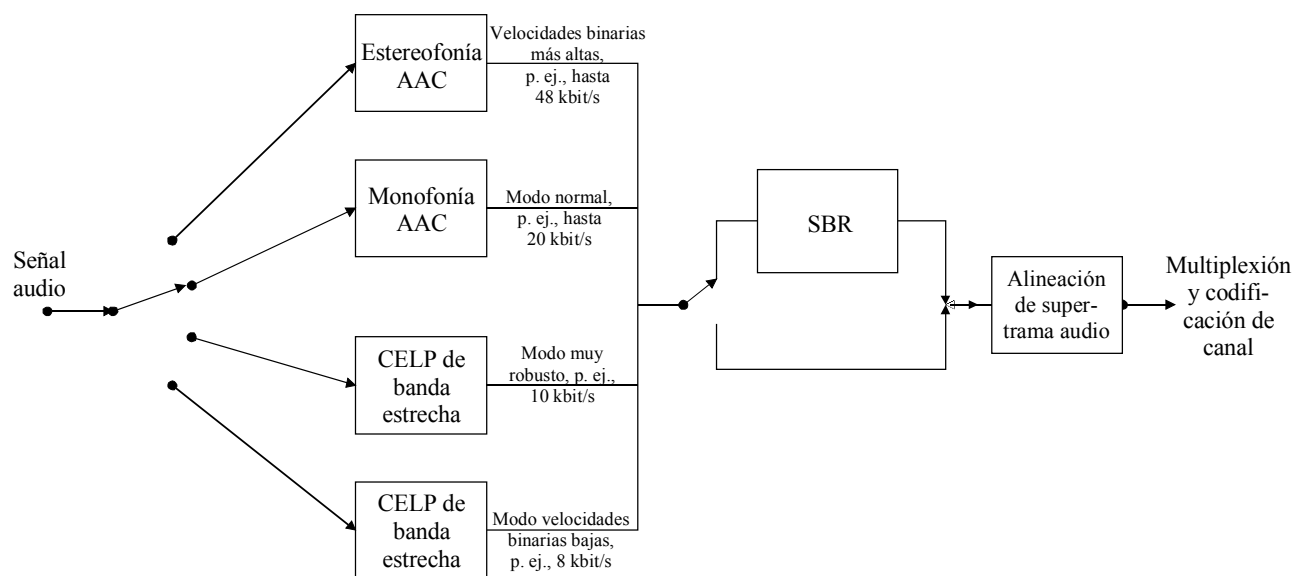 Señal
audio
Estereofonía
AAC
Velocidades binarias
más altas,
p. ej., hasta
48 kbit/s
Monofonía
AAC
Modo normal,
p. ej., hasta
20 kbit/s
CELP de
banda
estrecha
Modo muy
robusto, p. ej.,
10 kbit/s
CELP de
banda
estrecha
Modo velocidades
binarias bajas,
p. ej., 8 kbit/s
SBR
Alineación
de super-
trama audio
Multiplexión
y codifi-
cación de
canal